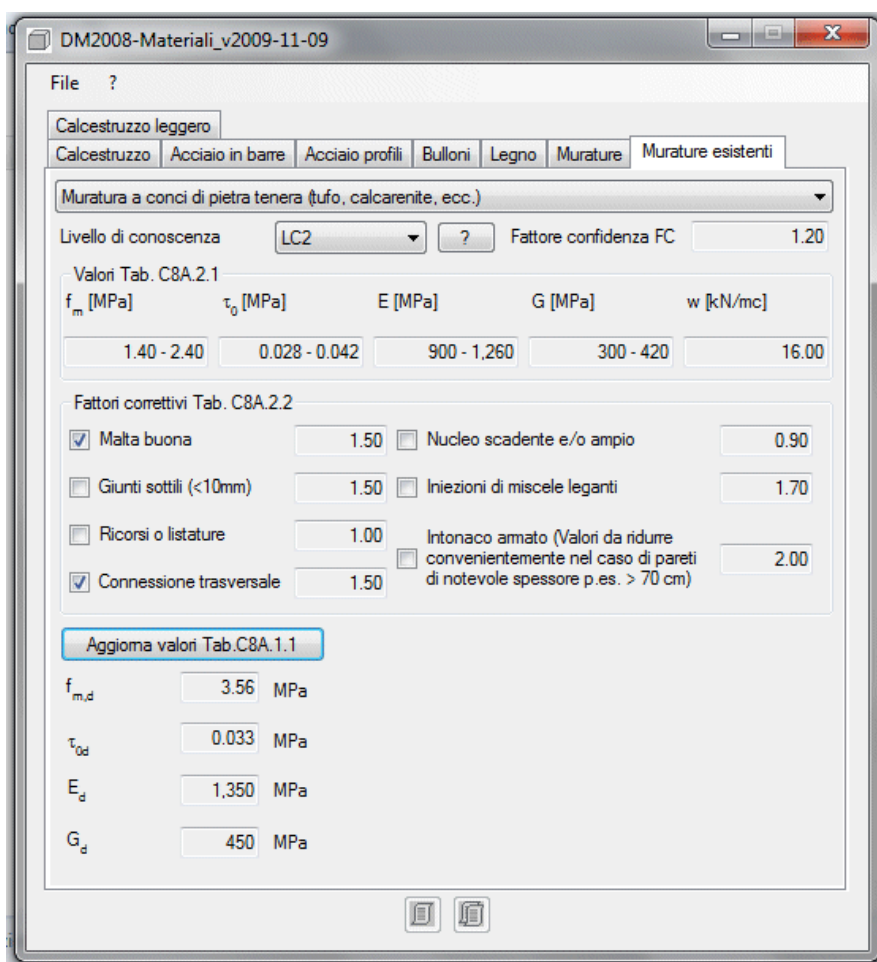 DM2008-Materiali_v2009-11-09
File ?
Calcestruzzo leggero
Calcestruzzo Acciaio in barre Acciaio profili Bulloni Legno Murature Murature esistenti
Muratura a conci di pietra tenera (tufo, calcarenite, ecc.)
Livello di conoscenza LC2 ? Fattore confidenza FC 1.20
Valori Tab. C8A.2.1
f_m [MPa] τ_0 [MPa] E [MPa] G [MPa] w [kN/mc]
1.40 - 2.40 0.028 - 0.042 900 - 1,260 300 - 420 16.00
Fattori correttivi Tab. C8A.2.2
Malta buona 1.50 Nucleo scadente e/o ampio 0.90
Giunti sottili (<10mm) 1.50 Iniezioni di miscele leganti 1.70
Ricorsi o listature 1.00
Connessione trasversale 1.50
Intonaco armato (Valori da ridurre
convenientemente nel caso di pareti 2.00
di notevole spessore p.es. > 70 cm)
Aggiorna valori Tab.C8A.1.1
f_m,d 3.56 MPa
τ_0d 0.033 MPa
E_d 1,350 MPa
G_d 450 MPa